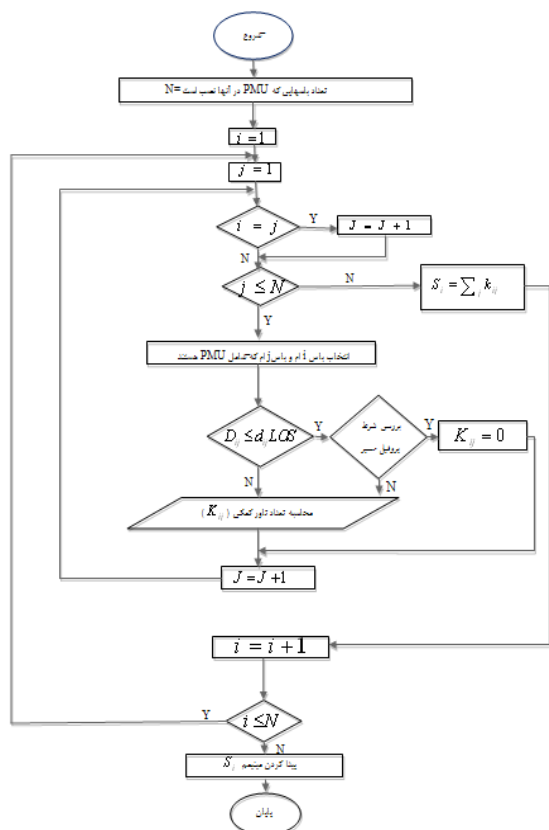 شروع
تعداد باسهایی که PMU در آنها نصب است =N
i = 1
j = 1
i = j
Y
J = J + 1
N
j ≤ N
N
S_i = ∑_j k_ij
Y
انتخاب باس i ام و باس j ام که شامل PMU هستند
D_ij ≤ d_ij LOS
Y
بررسی شرط
پروفیل مسیر
Y
K_ij = 0
N
N
محاسبه تعداد تاور کمکی ( K_ij )
J = J + 1
i = i + 1
Y
i ≤ N
N
پیدا کردن مینیمم S_i
پایان